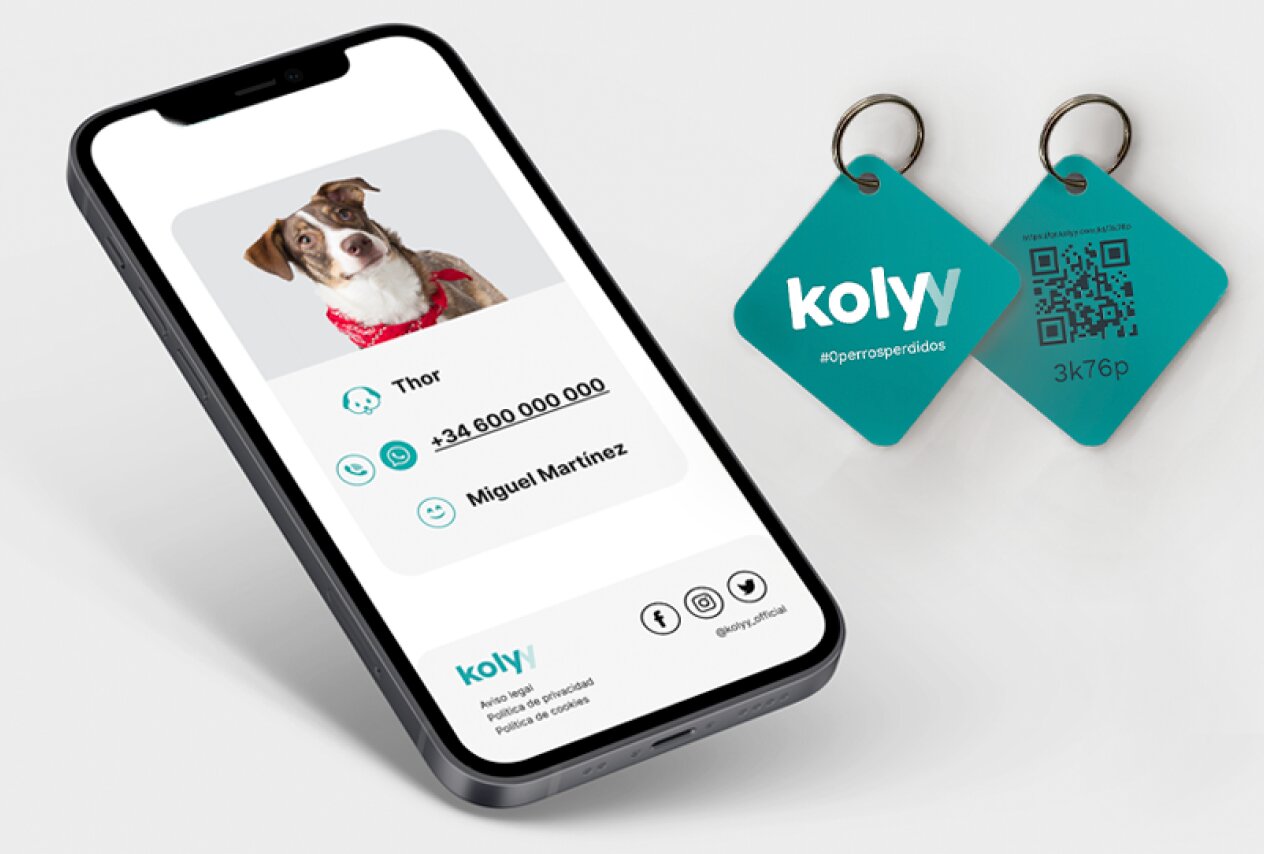 Thor
+34 600 000 000
Miguel Martínez
@kolyy_official
kolyy
Aviso legal
Política de privacidad
Política de cookies
kolyy
#0perrosperdidos
3k76p